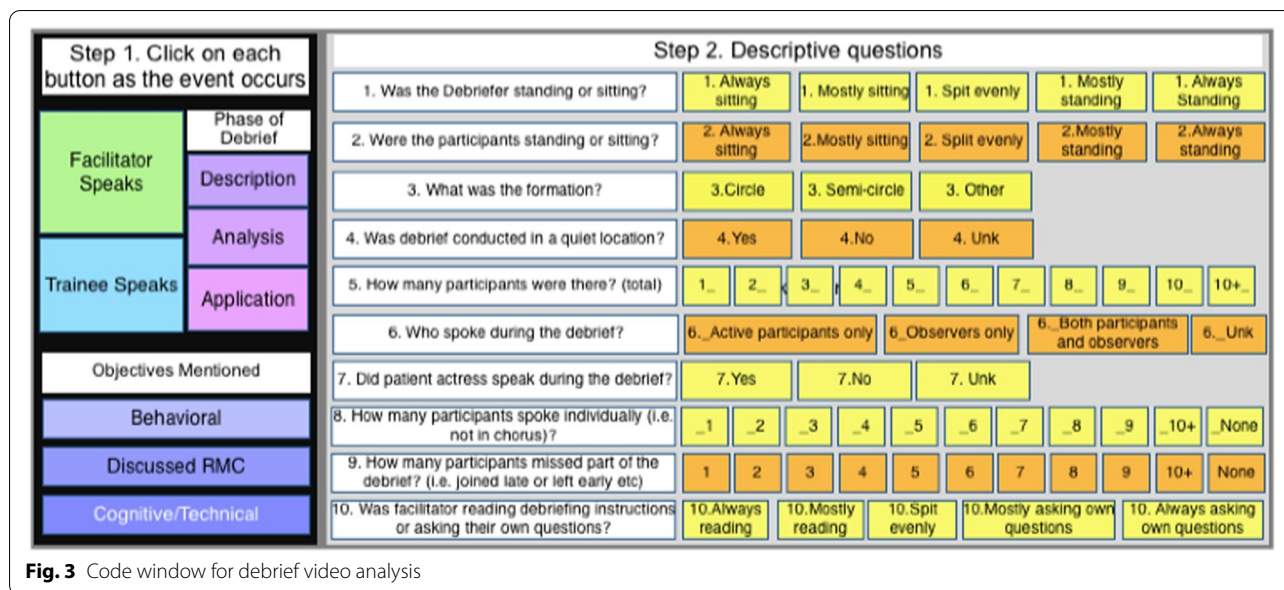 Step 1. Click on each
button as the event occurs
Facilitator
Speaks
Trainee Speaks
Phase of
Debrief
Description
Analysis
Application
Objectives Mentioned
Behavioral
Discussed RMC
Cognitive/Technical
Step 2. Descriptive questions
1. Was the Debriefer standing or sitting?
1. Always
sitting
1. Mostly sitting
1. Spit evenly
1. Mostly
standing
1. Always
Standing
2. Were the participants standing or sitting?
2. Always
sitting
2.Mostly sitting
2. Split evenly
2.Mostly
standing
2.Always
standing
3. What was the formation?
3.Circle
3. Semi-circle
3. Other
4. Was debrief conducted in a quiet location?
4.Yes
4.No
4. Unk
5. How many participants were there? (total)
1_
2_
3_
4_
5_
6_
7_
8_
9_
10_
10+_
6. Who spoke during the debrief?
6._Active participants only
6_Observers only
6._Both participants
and observers
6._Unk
7. Did patient actress speak during the debrief?
7.Yes
7.No
7. Unk
8. How many participants spoke individually (i.e.
not in chorus)?
_1
_2
_3
_4
_5
_6
_7
_8
_9
_10+
_None
9. How many participants missed part of the
debrief? (i.e. joined late or left early etc)
1
2
3
4
5
6
7
8
9
10+
None
10. Was facilitator reading debriefing instructions
or asking their own questions?
10.Always
reading
10.Mostly
reading
10.Spit
evenly
10.Mostly asking own
questions
10. Always asking
own questions
Fig. 3 Code window for debrief video analysis